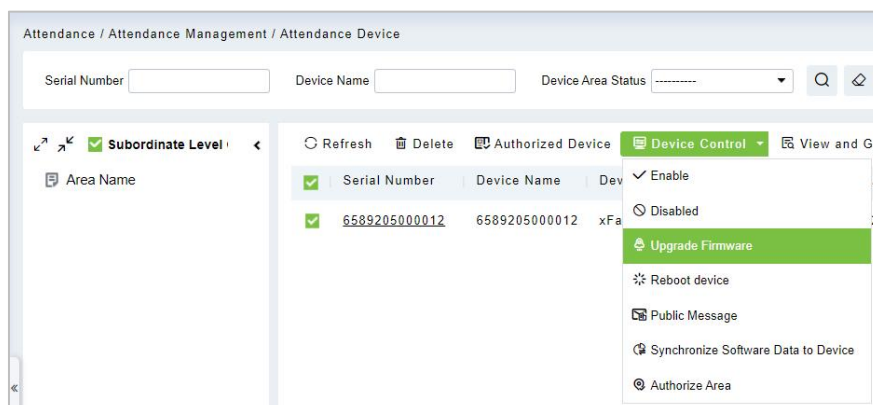 Attendance / Attendance Management / Attendance Device
Serial Number Device Name Device Area Status ----------
Subordinate Level Refresh Delete Authorized Device Device Control View and G
Area Name Serial Number Device Name Dev Enable
6589205000012 6589205000012 xFa Disabled
Upgrade Firmware
Reboot device
Public Message
Synchronize Software Data to Device
Authorize Area